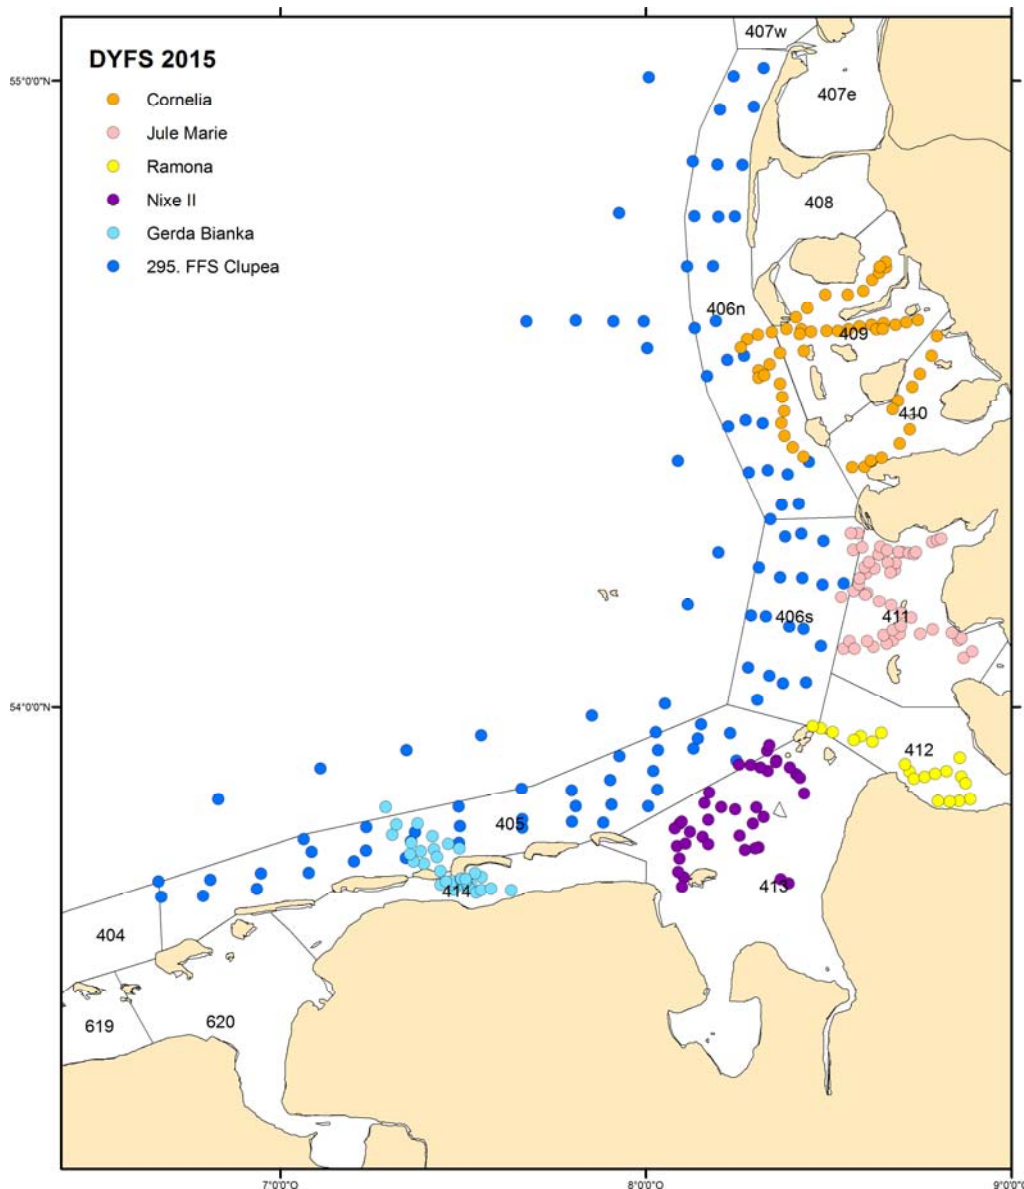 407w
DYFS 2015
55°0'0"N
Cornelia
407e
Jule Marie
Ramona
Nixe II
408
Gerda Bianka
295. FFS Clupea
406n
409
410
406s
411
54°0'0"N
412
405
414
413
404
619
620
7°0'0"O
8°0'0"O
9°0'0"O